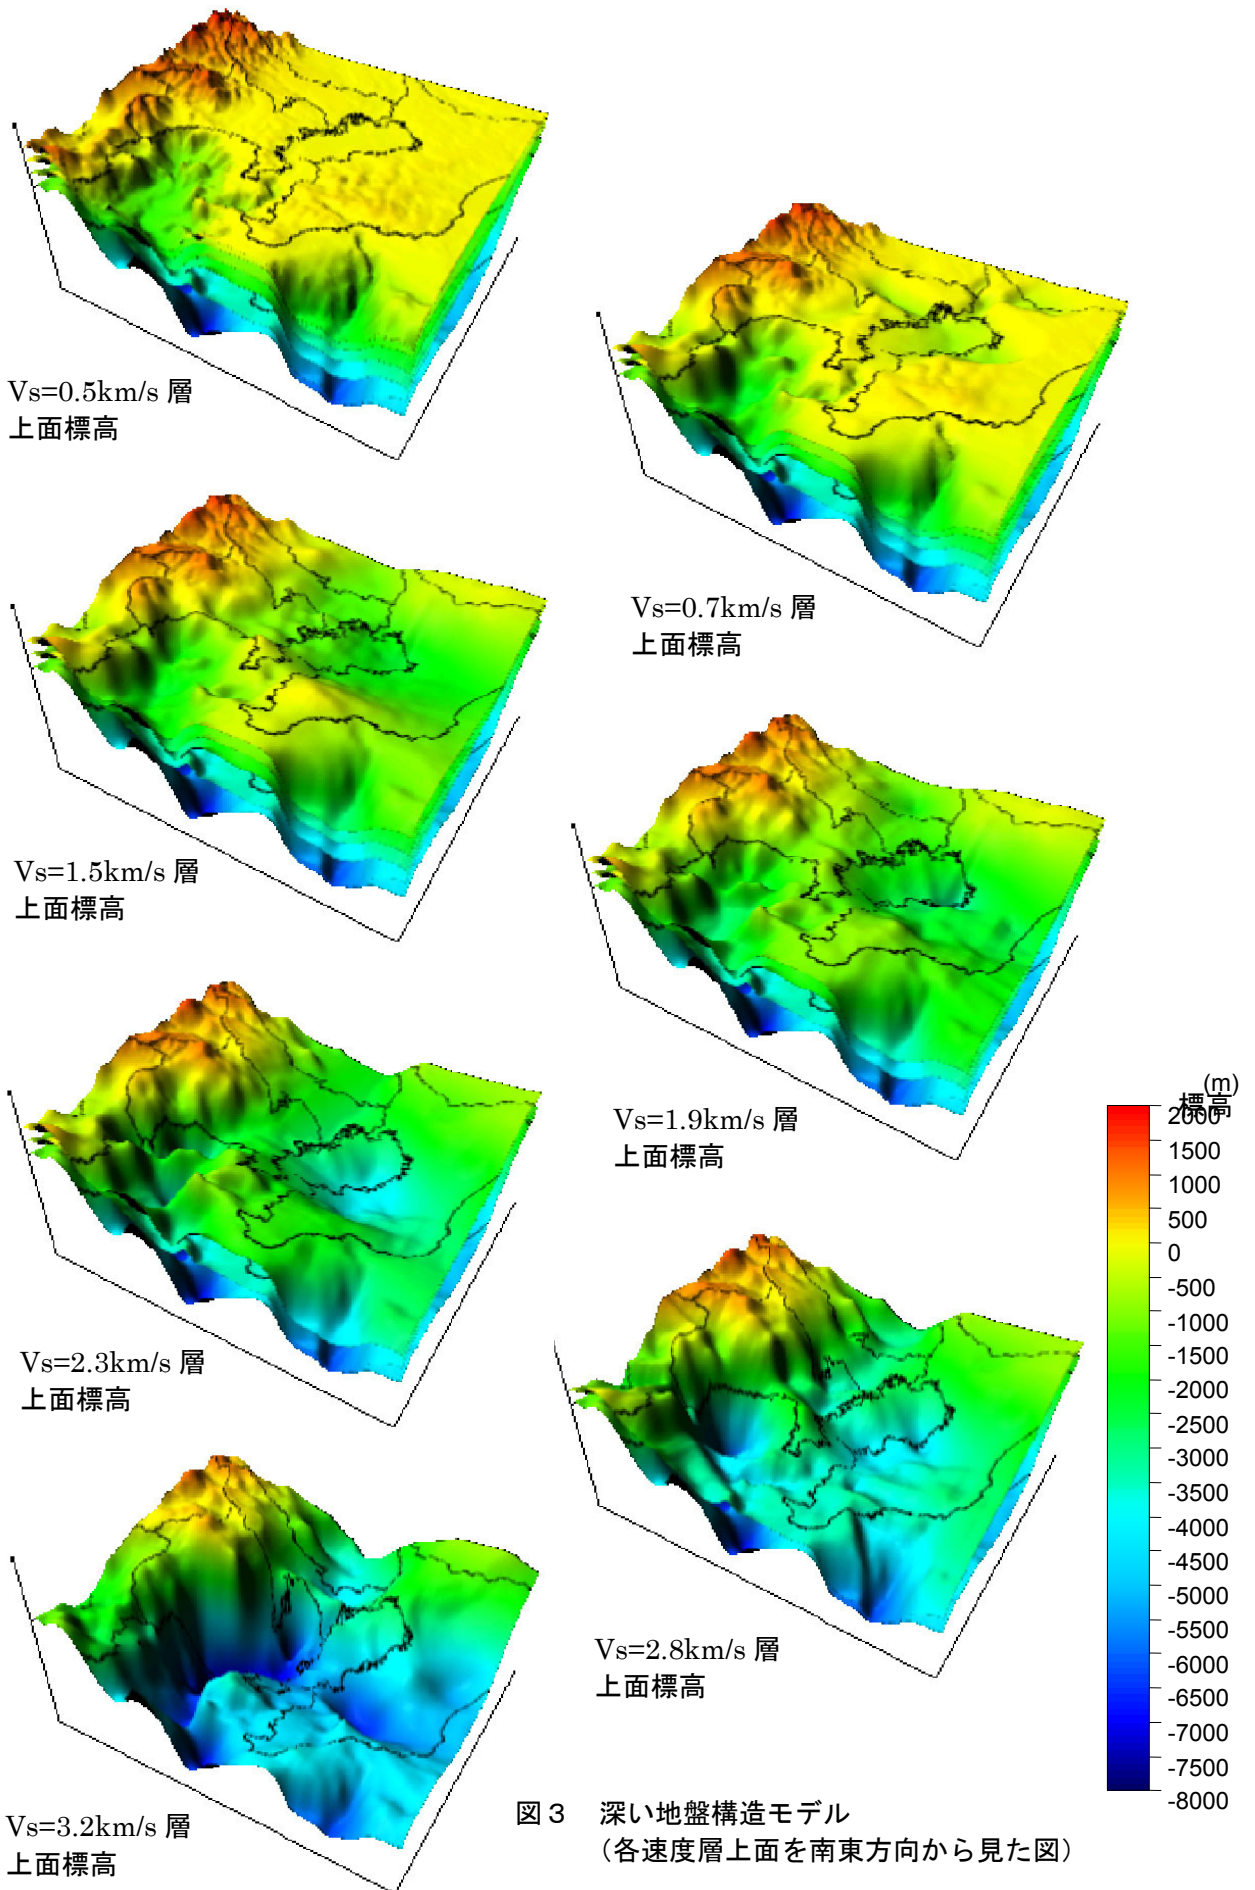 Vs=0.5km/s 層
上面標高
Vs=0.7km/s 層
上面標高
Vs=1.5km/s 層
上面標高
Vs=1.9km/s 層
上面標高
Vs=2.3km/s 層
上面標高
Vs=2.8km/s 層
上面標高
Vs=3.2km/s 層
上面標高
(m)
標高
2000
1500
1000
500
0
-500
-1000
-1500
-2000
-2500
-3000
-3500
-4000
-4500
-5000
-5500
-6000
-6500
-7000
-7500
-8000
図３ 深い地盤構造モデル
（各速度層上面を南東方向から見た図）